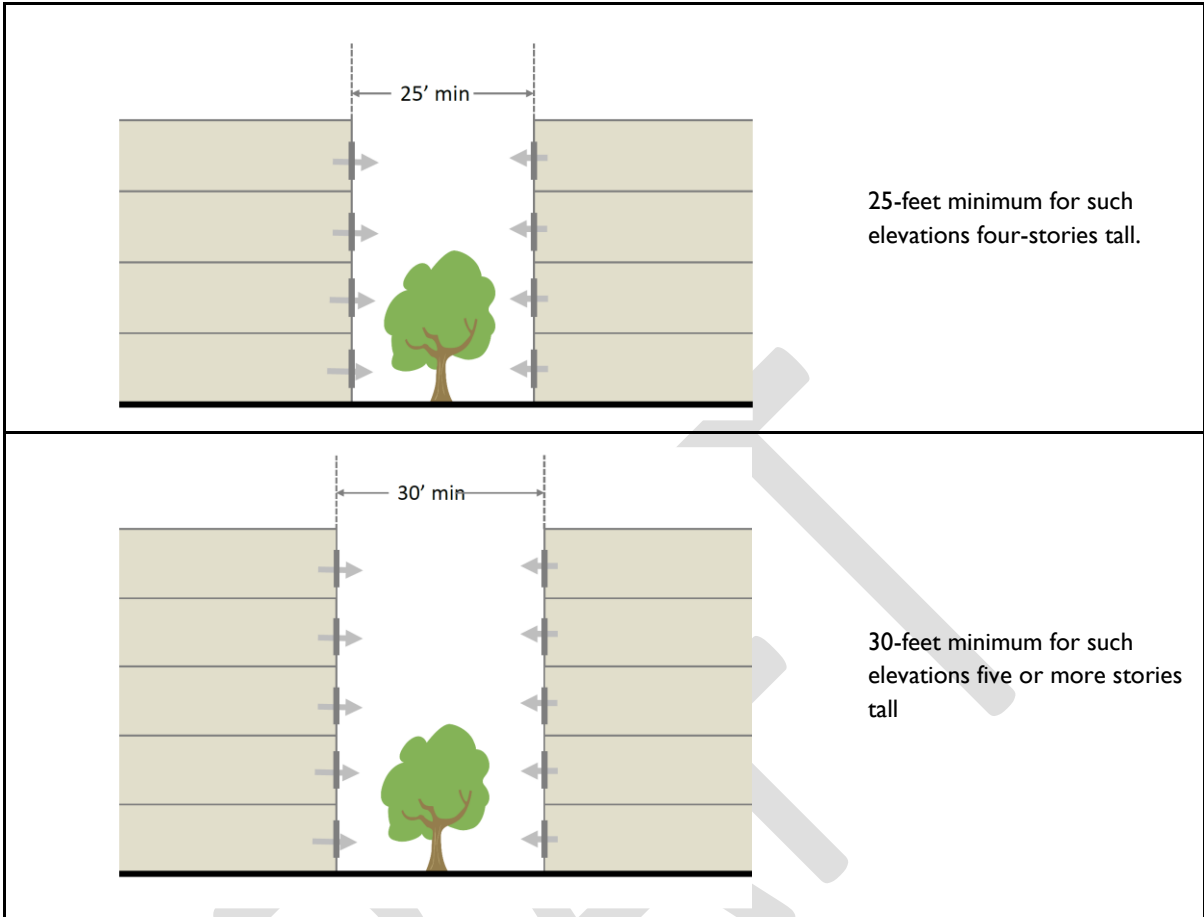 25’ min
25-feet minimum for such
elevations four-stories tall.
30’ min
30-feet minimum for such
elevations five or more stories
tall